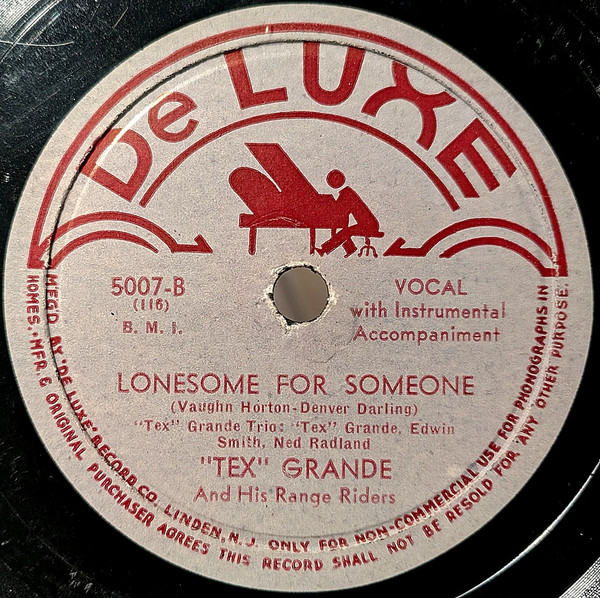 De LUXE
5007-B
(116)
B. M. I.
VOCAL
with Instrumental
Accompaniment
LONESOME FOR SOMEONE
(Vaughn Horton-Denver Darling)
"Tex" Grande Trio: "Tex" Grande, Edwin
Smith, Ned Radland
"TEX" GRANDE
And His Range Riders
MF'G'D BY 'DE LUXE' RECORD CO. LINDEN, N. J. ONLY FOR NON-COMMERCIAL USE FOR PHONOGRAPHS IN
HOMES. MFR. & ORIGINAL PURCHASER AGREES THIS RECORD SHALL NOT BE RESOLD FOR ANY OTHER PURPOSE.